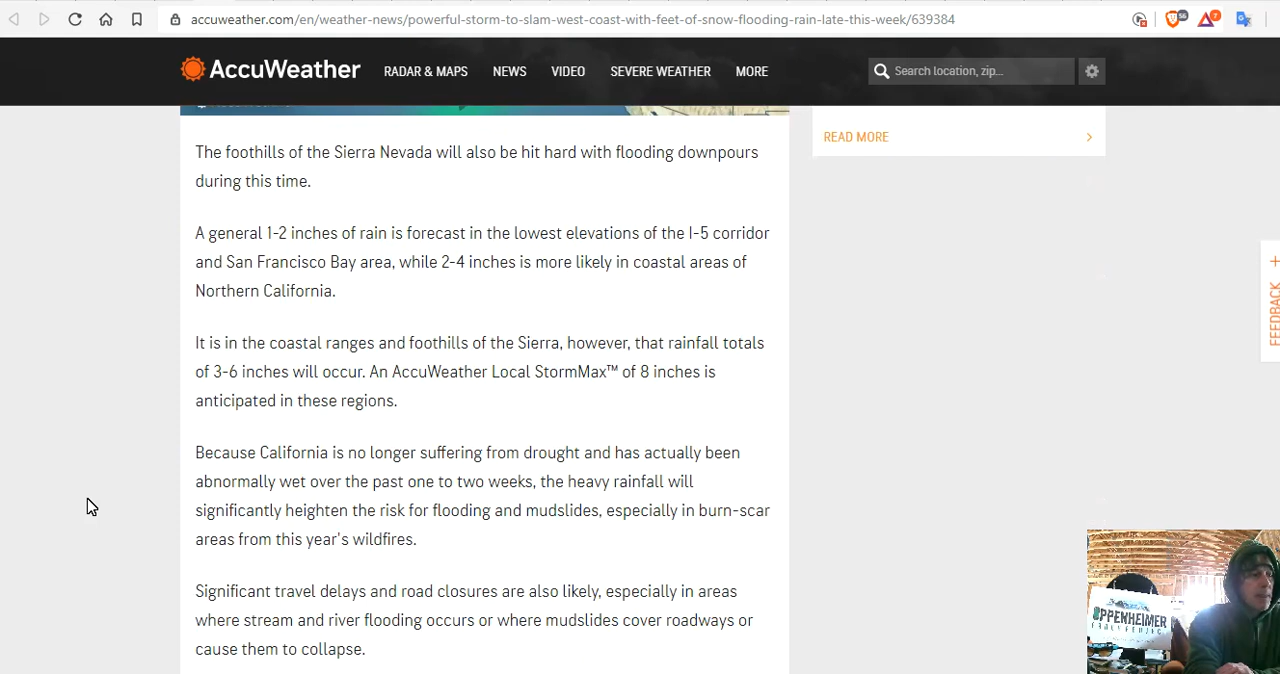 accuweather.com/en/weather-news/powerful-storm-to-slam-west-coast-with-feet-of-snow-flooding-rain-late-this-week/639384
56
7
AccuWeather
RADAR & MAPS
NEWS
VIDEO
SEVERE WEATHER
MORE
Search location, zip...
READ MORE
The foothills of the Sierra Nevada will also be hit hard with flooding downpours
during this time.
A general 1-2 inches of rain is forecast in the lowest elevations of the I-5 corridor
and San Francisco Bay area, while 2-4 inches is more likely in coastal areas of
Northern California.
It is in the coastal ranges and foothills of the Sierra, however, that rainfall totals
of 3-6 inches will occur. An AccuWeather Local StormMax™ of 8 inches is
anticipated in these regions.
Because California is no longer suffering from drought and has actually been
abnormally wet over the past one to two weeks, the heavy rainfall will
significantly heighten the risk for flooding and mudslides, especially in burn-scar
areas from this year's wildfires.
Significant travel delays and road closures are also likely, especially in areas
where stream and river flooding occurs or where mudslides cover roadways or
cause them to collapse.
+
FEEDBACK
OPPENHEIMER